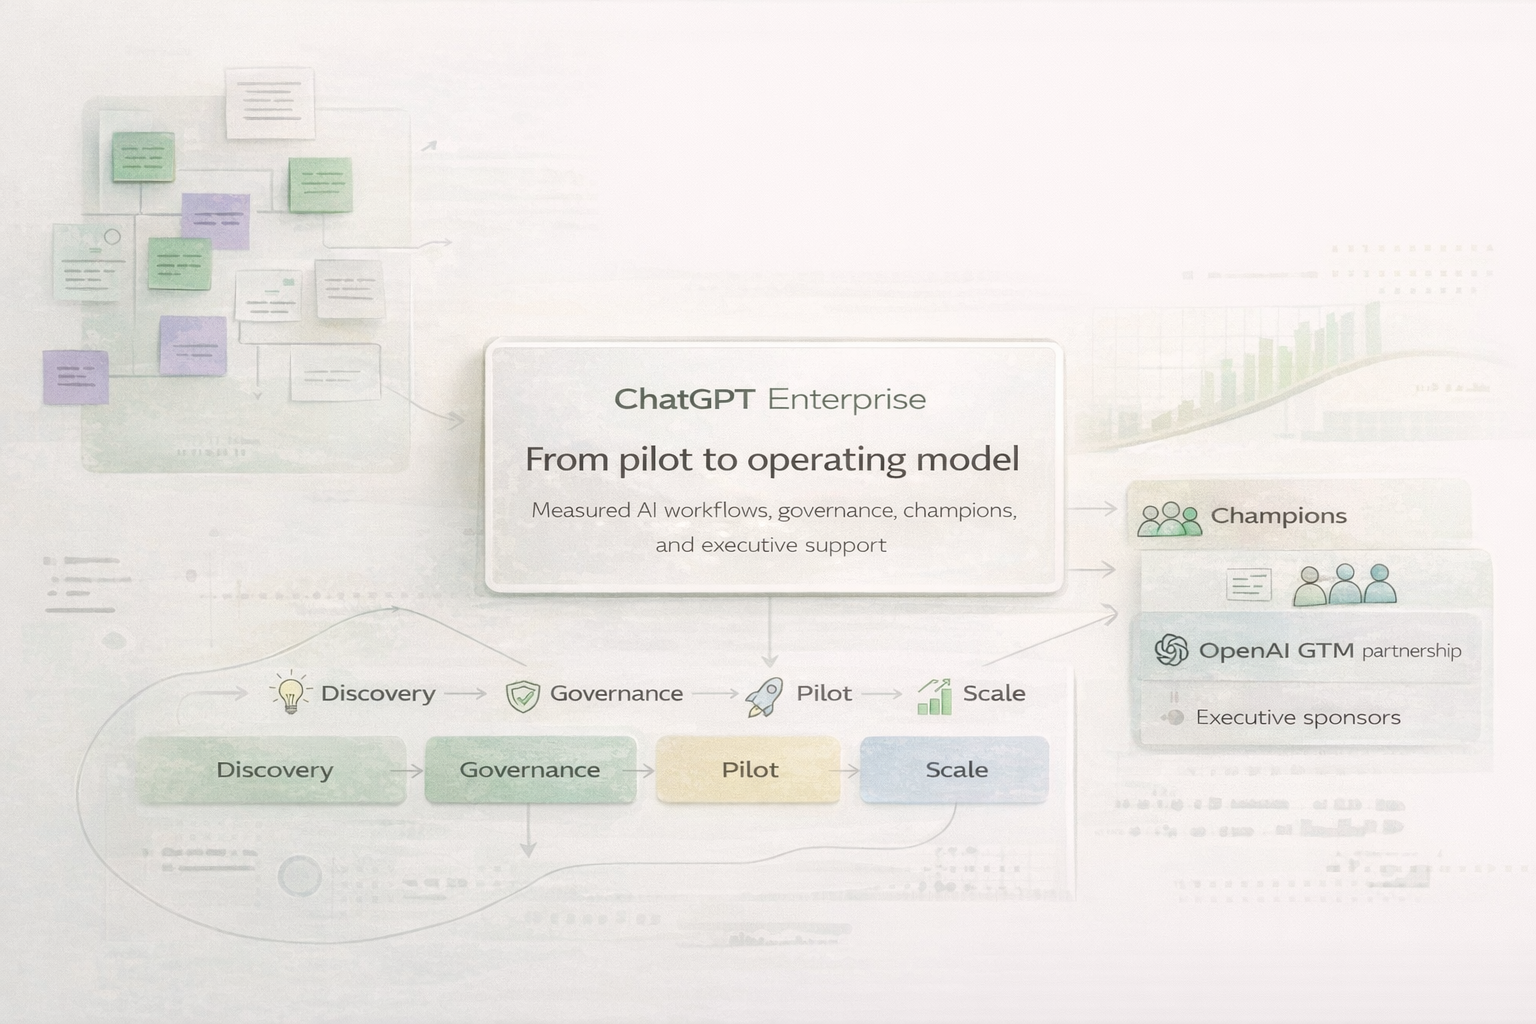 ChatGPT Enterprise
From pilot to operating model
Measured AI workflows, governance, champions,
and executive support
Champions
OpenAI GTM partnership
Executive sponsors
Discovery
Governance
Pilot
Scale
Discovery
Governance
Pilot
Scale